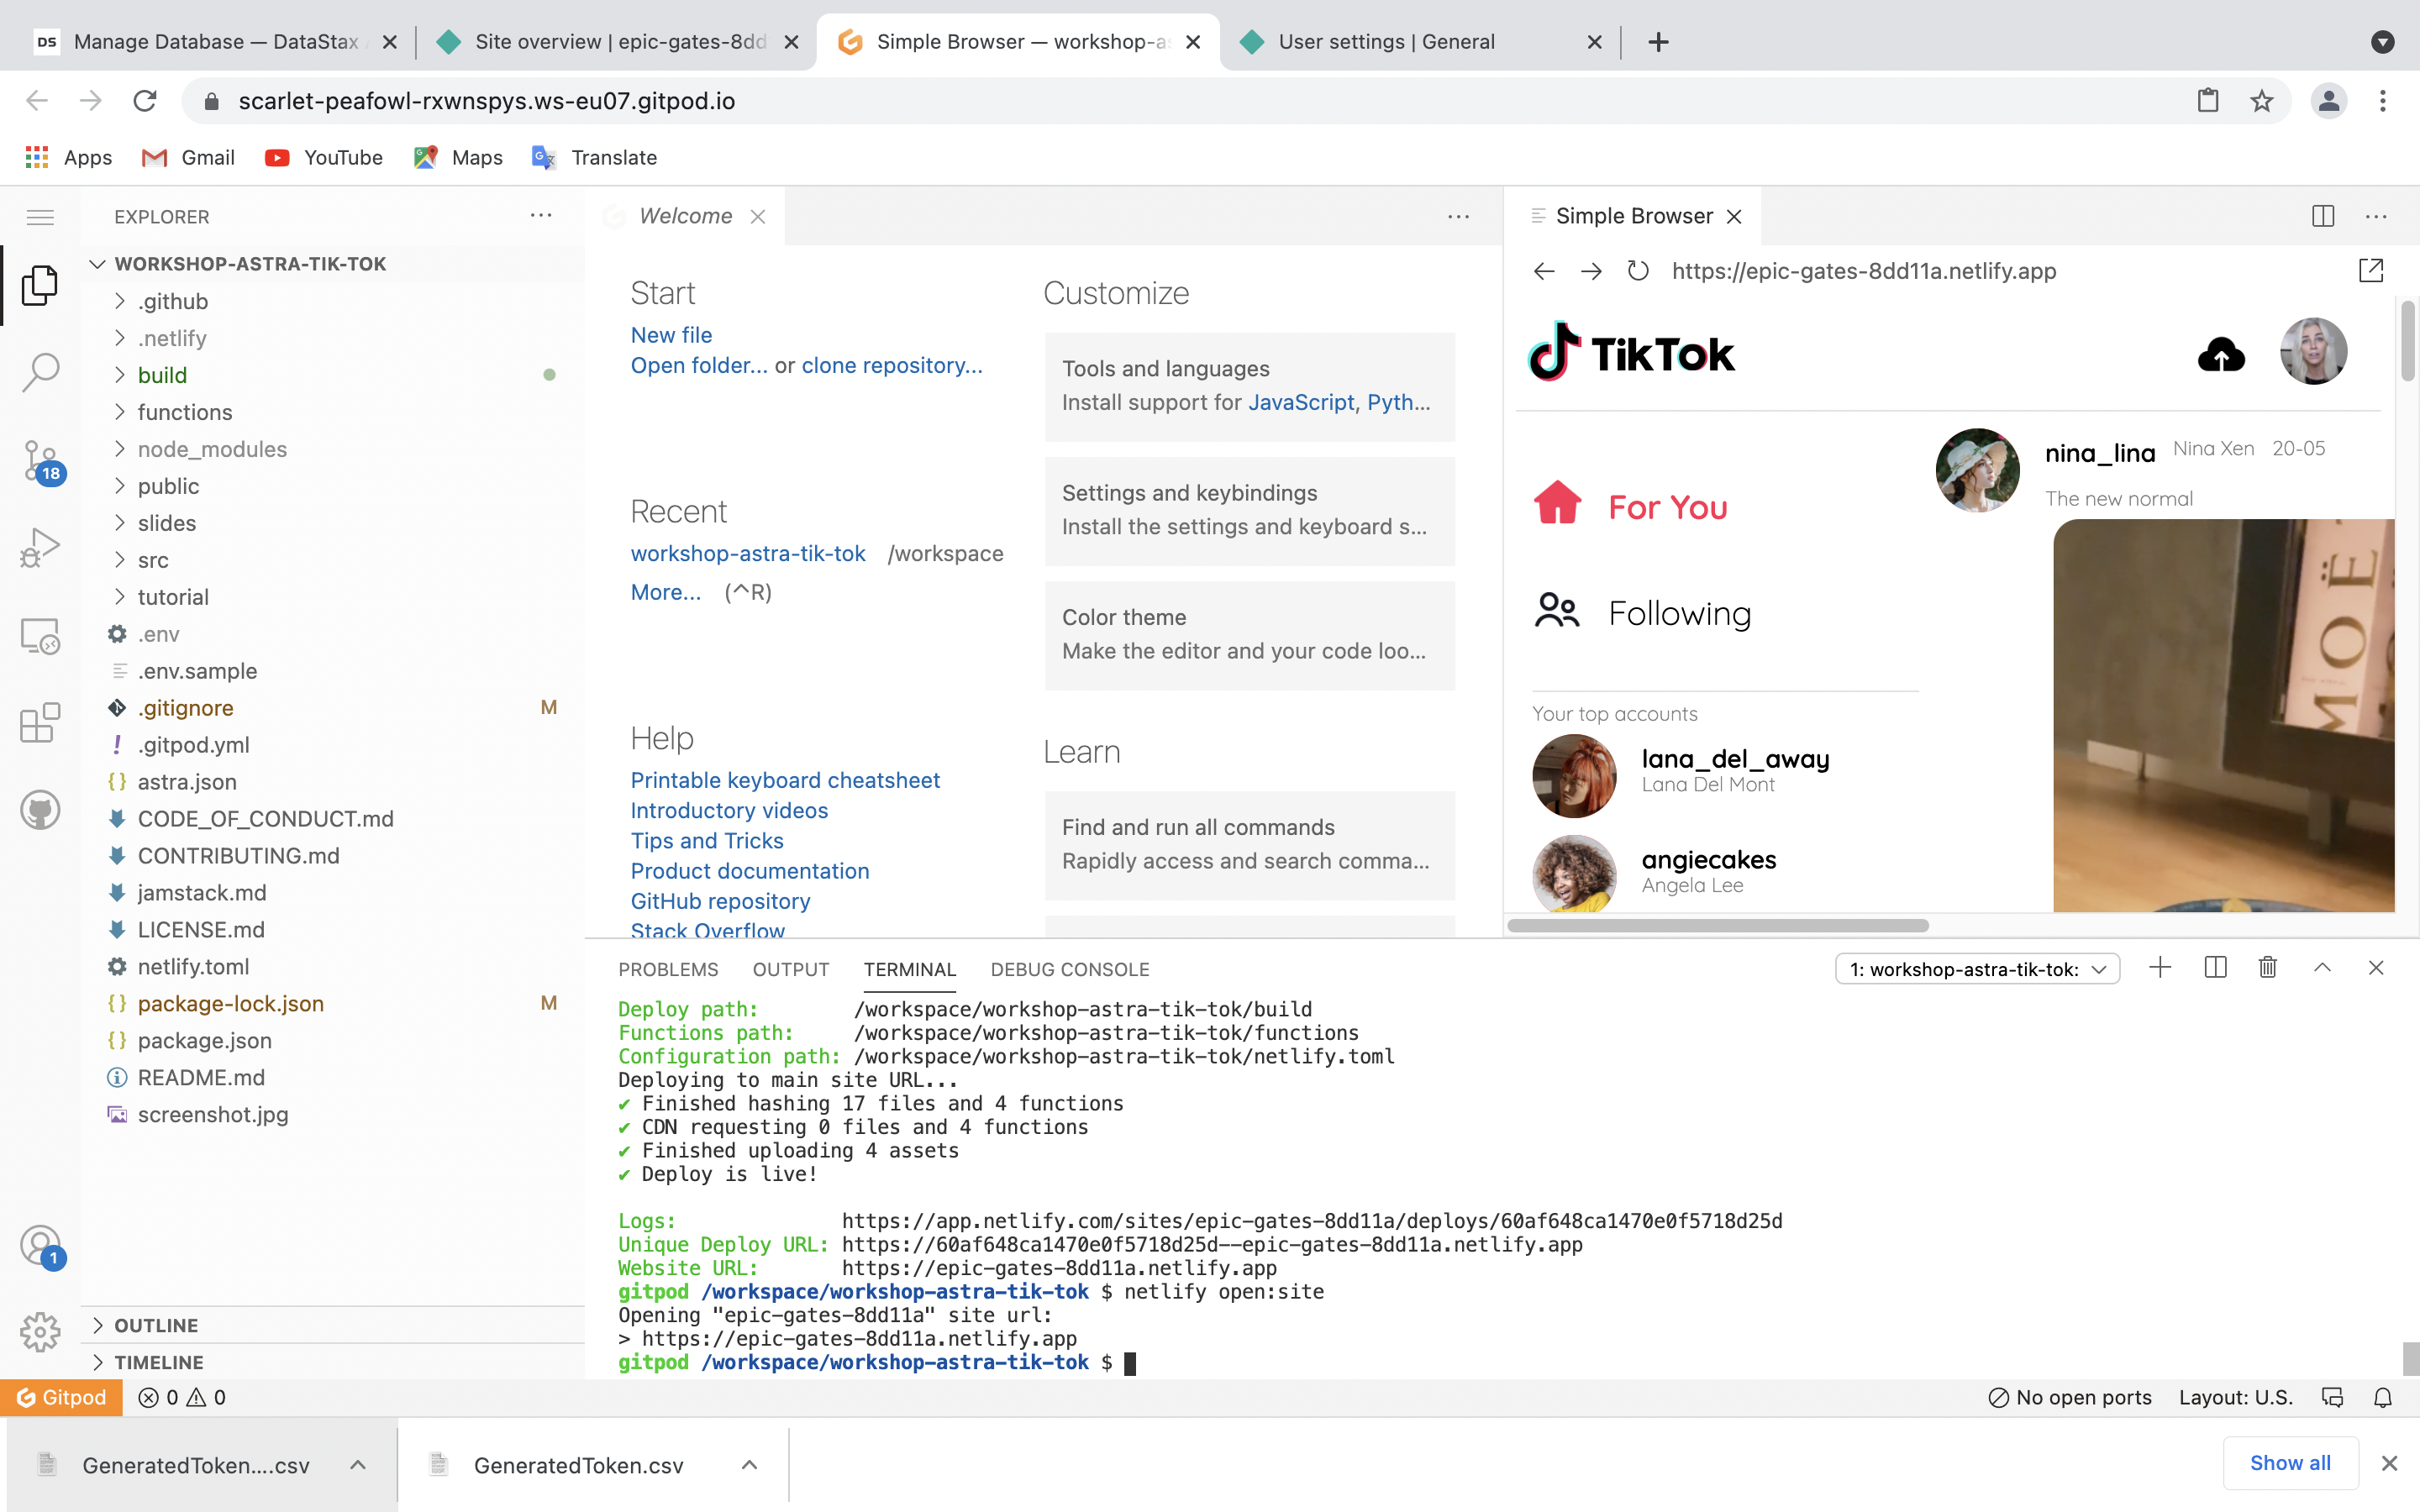 DS Manage Database — DataStax
Site overview | epic-gates-8dd
Simple Browser — workshop-as
User settings | General
scarlet-peafowl-rxwnspys.ws-eu07.gitpod.io
Apps
Gmail
YouTube
Maps
Translate
EXPLORER
WORKSHOP-ASTRA-TIK-TOK
.github
.netlify
build
functions
node_modules
public
slides
src
tutorial
.env
.env.sample
.gitignore M
.gitpod.yml
astra.json
CODE_OF_CONDUCT.md
CONTRIBUTING.md
jamstack.md
LICENSE.md
netlify.toml
package-lock.json M
package.json
README.md
screenshot.jpg
OUTLINE
TIMELINE
18
1
Welcome
Start
New file
Open folder... or clone repository...
Recent
workshop-astra-tik-tok /workspace
More... (^R)
Help
Printable keyboard cheatsheet
Introductory videos
Tips and Tricks
Product documentation
GitHub repository
Stack Overflow
Customize
Tools and languages
Install support for JavaScript, Pyth...
Settings and keybindings
Install the settings and keyboard s...
Color theme
Make the editor and your code loo...
Learn
Find and run all commands
Rapidly access and search comma...
Simple Browser
https://epic-gates-8dd11a.netlify.app
TikTok
For You
Following
Your top accounts
lana_del_away
Lana Del Mont
angiecakes
Angela Lee
nina_lina Nina Xen 20-05
The new normal
MOË
PROBLEMS OUTPUT TERMINAL DEBUG CONSOLE
1: workshop-astra-tik-tok:
Deploy path: /workspace/workshop-astra-tik-tok/build
Functions path: /workspace/workshop-astra-tik-tok/functions
Configuration path: /workspace/workshop-astra-tik-tok/netlify.toml
Deploying to main site URL...
✔ Finished hashing 17 files and 4 functions
✔ CDN requesting 0 files and 4 functions
✔ Finished uploading 4 assets
✔ Deploy is live!
Logs: https://app.netlify.com/sites/epic-gates-8dd11a/deploys/60af648ca1470e0f5718d25d
Unique Deploy URL: https://60af648ca1470e0f5718d25d--epic-gates-8dd11a.netlify.app
Website URL: https://epic-gates-8dd11a.netlify.app
gitpod /workspace/workshop-astra-tik-tok $ netlify open:site
Opening "epic-gates-8dd11a" site url:
> https://epic-gates-8dd11a.netlify.app
gitpod /workspace/workshop-astra-tik-tok $
Gitpod 0 0
No open ports Layout: U.S.
GeneratedToken....csv
GeneratedToken.csv
Show all